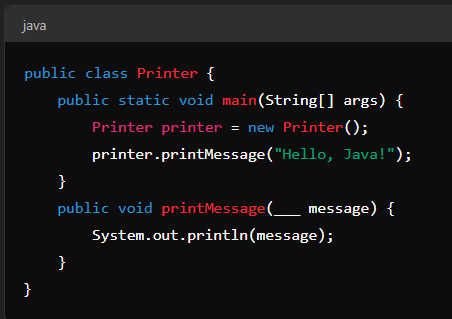 java
public class Printer {
    public static void main(String[] args) {
        Printer printer = new Printer();
        printer.printMessage("Hello, Java!");
    }
    public void printMessage(___ message) {
        System.out.println(message);
    }
}